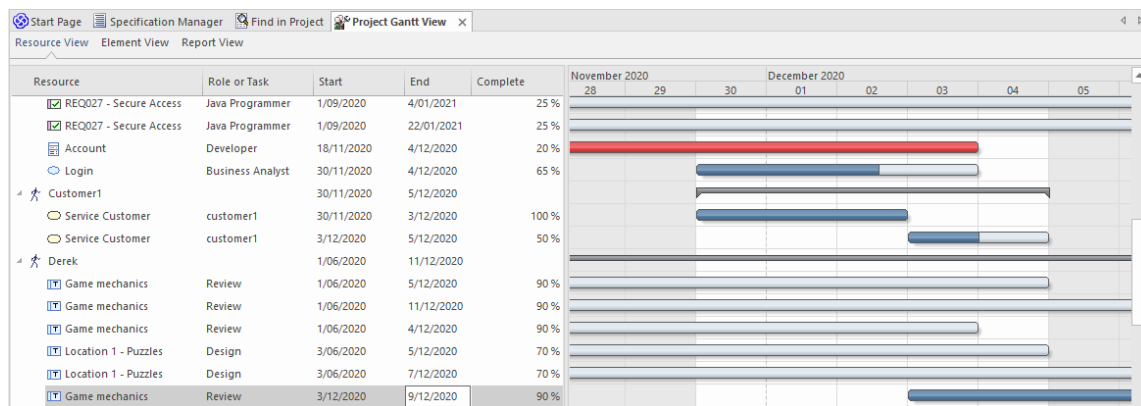 Start Page Specification Manager Find in Project Project Gantt View ×
Resource View Element View Report View
Resource Role or Task Start End Complete November 2020 December 2020
28 29 30 01 02 03 04 05
REQ027 - Secure Access Java Programmer 1/09/2020 4/01/2021 25 %
REQ027 - Secure Access Java Programmer 1/09/2020 22/01/2021 25 %
Account Developer 18/11/2020 4/12/2020 20 %
Login Business Analyst 30/11/2020 4/12/2020 65 %
Customer1 30/11/2020 5/12/2020
Service Customer customer1 30/11/2020 3/12/2020 100 %
Service Customer customer1 3/12/2020 5/12/2020 50 %
Derek 1/06/2020 11/12/2020
Game mechanics Review 1/06/2020 5/12/2020 90 %
Game mechanics Review 1/06/2020 11/12/2020 90 %
Game mechanics Review 1/06/2020 4/12/2020 90 %
Location 1 - Puzzles Design 3/06/2020 5/12/2020 70 %
Location 1 - Puzzles Design 3/06/2020 7/12/2020 70 %
Game mechanics Review 3/12/2020 9/12/2020 90 %